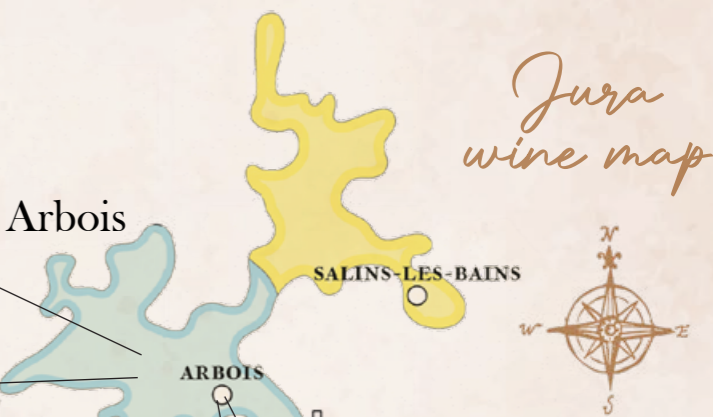 Jura
wine map
Arbois
N
SALINS-LES-BAINS
W
E
ARBOIS
S